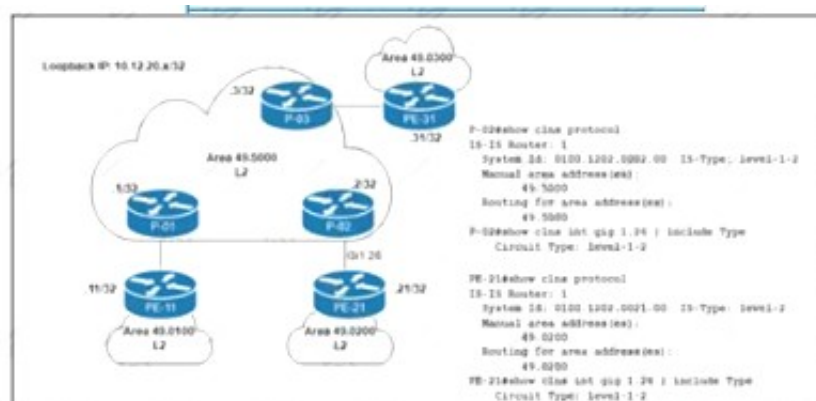 Loopback IP: 10.12.20.x/32
Area 49.0300
L2
.3/32
P-03
PE-31
.31/32
Area 49.5000
L2
.1/32
P-01
.2/32
P-02
.11/32
PE-11
.21/32
PE-21
Area 49.0100
L2
Area 49.0200
L2
P-02#show clns protocol
IS-IS Router: 1
System Id: IS-Type: level-1-2
Manual area address(es):
49.5000
Routing for area address(es):
49.5000
P-02#show clns int gig 1.26 | include Type
Circuit Type: level-1-2
PE-21#show clns protocol
IS-IS Router: 1
System Id: 0100.1202.0021.00 IS-Type: level-2
Manual area address(es):
49.0200
Routing for area address(es):
49.0200
PE-21#show clns int gig 1.26 | include Type
Circuit Type: level-1-2